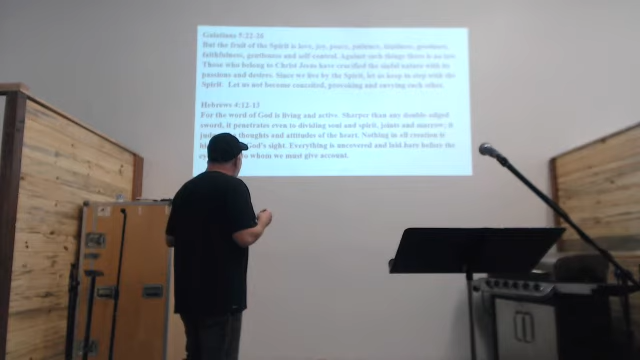 Galatians 5:22-26
But the fruit of the Spirit is love, joy, peace, patience, kindness, goodness,
faithfulness, gentleness and self control. Against such things there is no law.
Those who belong to Christ Jesus have crucified the sinful nature with its
passions and desires. Since we live by the Spirit, let us keep in step with the
Spirit. Let us not become conceited, provoking and envying each other.
Hebrews 4:12-13
For the word of God is living and active. Sharper than any double edged
sword, it penetrates even to dividing soul and spirit, joints and marrow; it
thoughts and attitudes of the heart. Nothing in all creation is
God's sight. Everything is uncovered and laid bare before the
to whom we must give account.